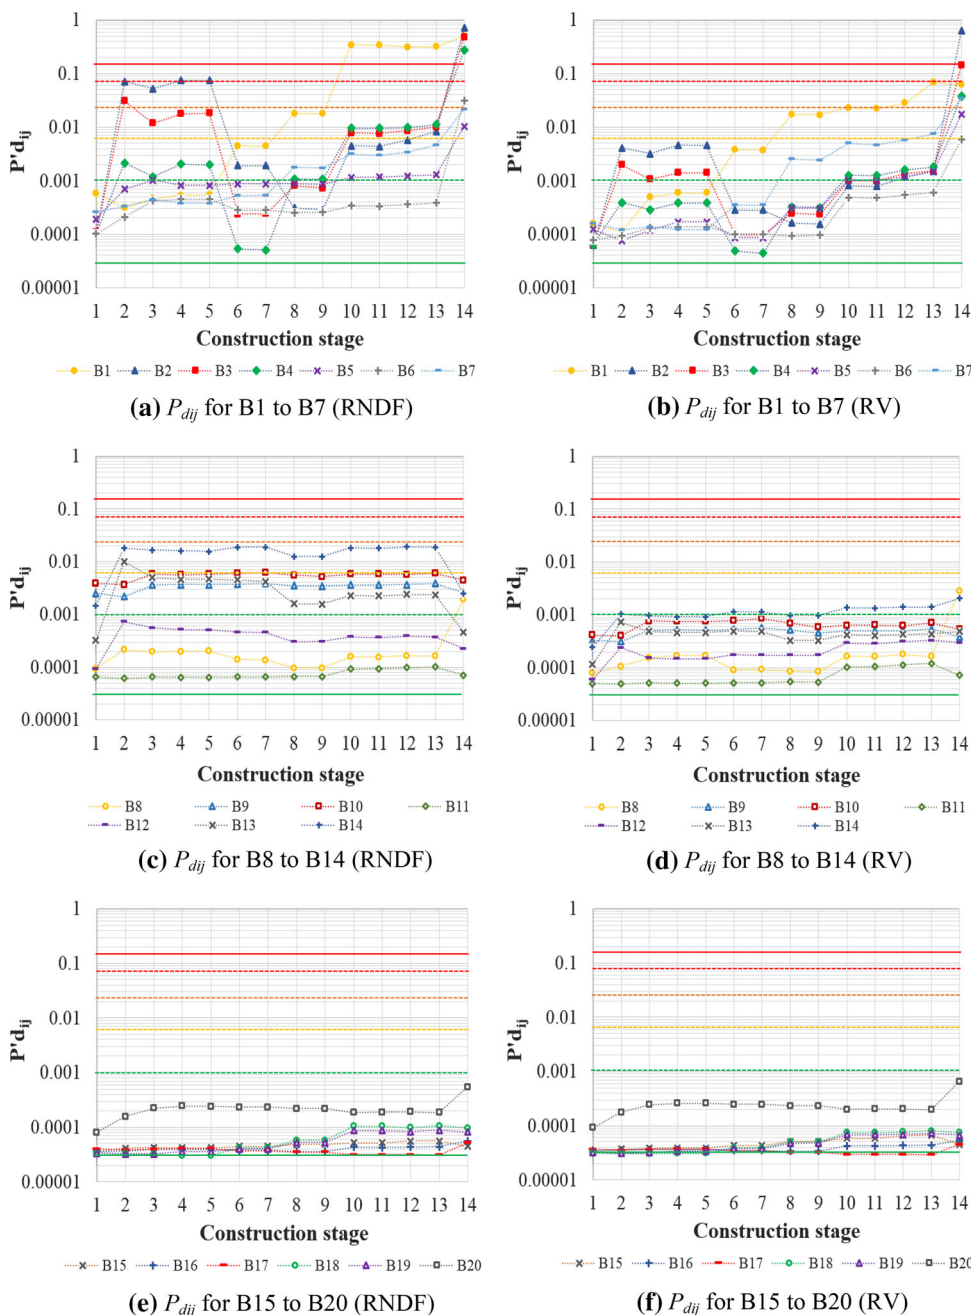 1
0.1
0.01
0.001
0.0001
0.00001
P'd_ij
1 2 3 4 5 6 7 8 9 10 11 12 13 14
Construction stage
B1 B2 B3 B4 B5 B6 B7
(a) P_dij for B1 to B7 (RNDF)
1
0.1
0.01
0.001
0.0001
0.00001
P'd_ij
1 2 3 4 5 6 7 8 9 10 11 12 13 14
Construction stage
B1 B2 B3 B4 B5 B6 B7
(b) P_dij for B1 to B7 (RV)
1
0.1
0.01
0.001
0.0001
0.00001
P'd_ij
1 2 3 4 5 6 7 8 9 10 11 12 13 14
Construction stage
B8 B9 B10 B11
B12 B13 B14
(c) P_dij for B8 to B14 (RNDF)
1
0.1
0.01
0.001
0.0001
0.00001
P'd_ij
1 2 3 4 5 6 7 8 9 10 11 12 13 14
Construction stage
B8 B9 B10 B11
B12 B13 B14
(d) P_dij for B8 to B14 (RV)
1
0.1
0.01
0.001
0.0001
0.00001
P'd_ij
1 2 3 4 5 6 7 8 9 10 11 12 13 14
Construction stage
B15 B16 B17 B18 B19 B20
(e) P_dij for B15 to B20 (RNDF)
1
0.1
0.01
0.001
0.0001
0.00001
P'd_ij
1 2 3 4 5 6 7 8 9 10 11 12 13 14
Construction stage
B15 B16 B17 B18 B19 B20
(f) P_dij for B15 to B20 (RV)